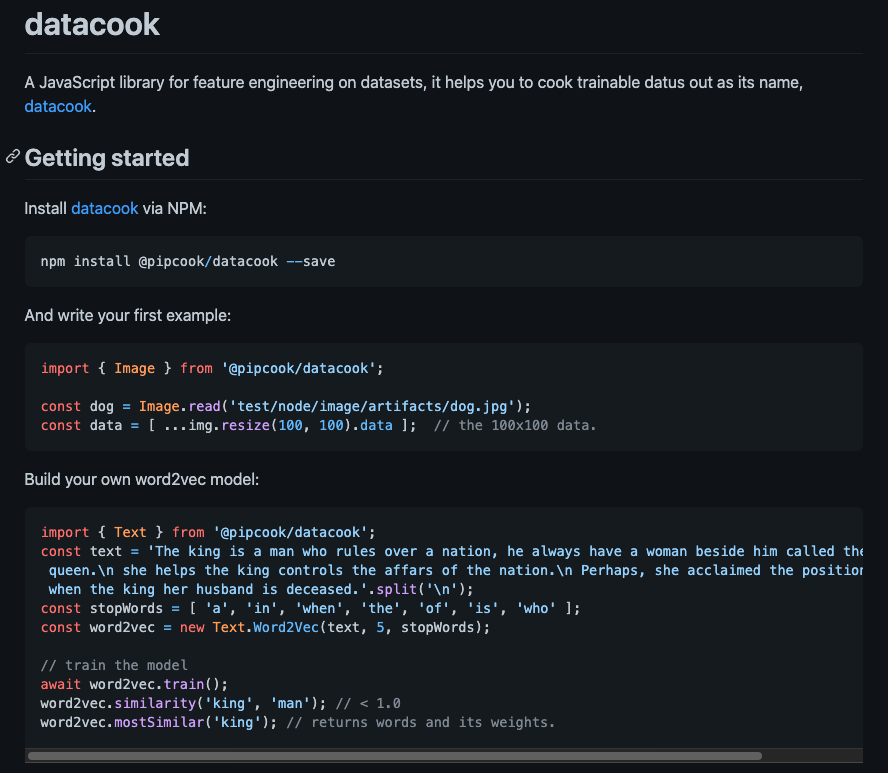 datacook
A JavaScript library for feature engineering on datasets, it helps you to cook trainable datus out as its name,
datacook.
Getting started
Install datacook via NPM:
npm install @pipcook/datacook --save
And write your first example:
import { Image } from '@pipcook/datacook';
const dog = Image.read('test/node/image/artifacts/dog.jpg');
const data = [ ...img.resize(100, 100).data ];  // the 100x100 data.
Build your own word2vec model:
import { Text } from '@pipcook/datacook';
const text = 'The king is a man who rules over a nation, he always have a woman beside him called the
queen.\n she helps the king controls the affars of the nation.\n Perhaps, she acclaimed the position
when the king her husband is deceased.'.split('\n');
const stopWords = [ 'a', 'in', 'when', 'the', 'of', 'is', 'who' ];
const word2vec = new Text.Word2Vec(text, 5, stopWords);
// train the model
await word2vec.train();
word2vec.similarity('king', 'man'); // < 1.0
word2vec.mostSimilar('king'); // returns words and its weights.